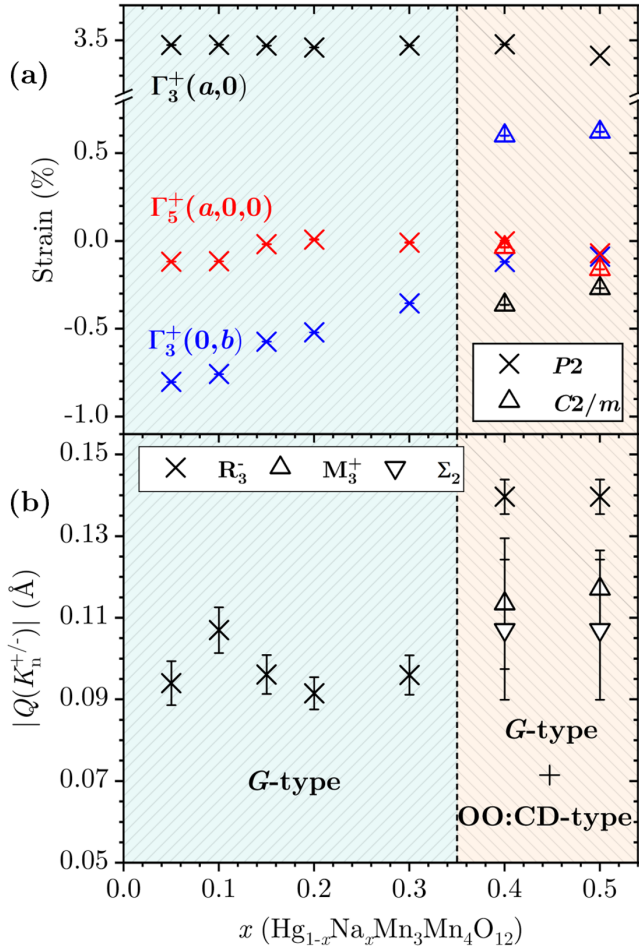 (a)
3.5
0.5
0.0
-0.5
-1.0
Strain (%)
Γ₃⁺(a,0)
Γ₅⁺(a,0,0)
Γ₃⁺(0,b)
P2
C2/m
(b)
R₃⁻ M₃⁺ Σ₂
0.15
0.13
0.11
0.09
0.07
0.05
|Q(Kₙ⁺/⁻)| (Å)
G-type
G-type
+
OO:CD-type
0.0 0.1 0.2 0.3 0.4 0.5
x (Hg₁₋ₓNaₓMn₃Mn₄O₁₂)